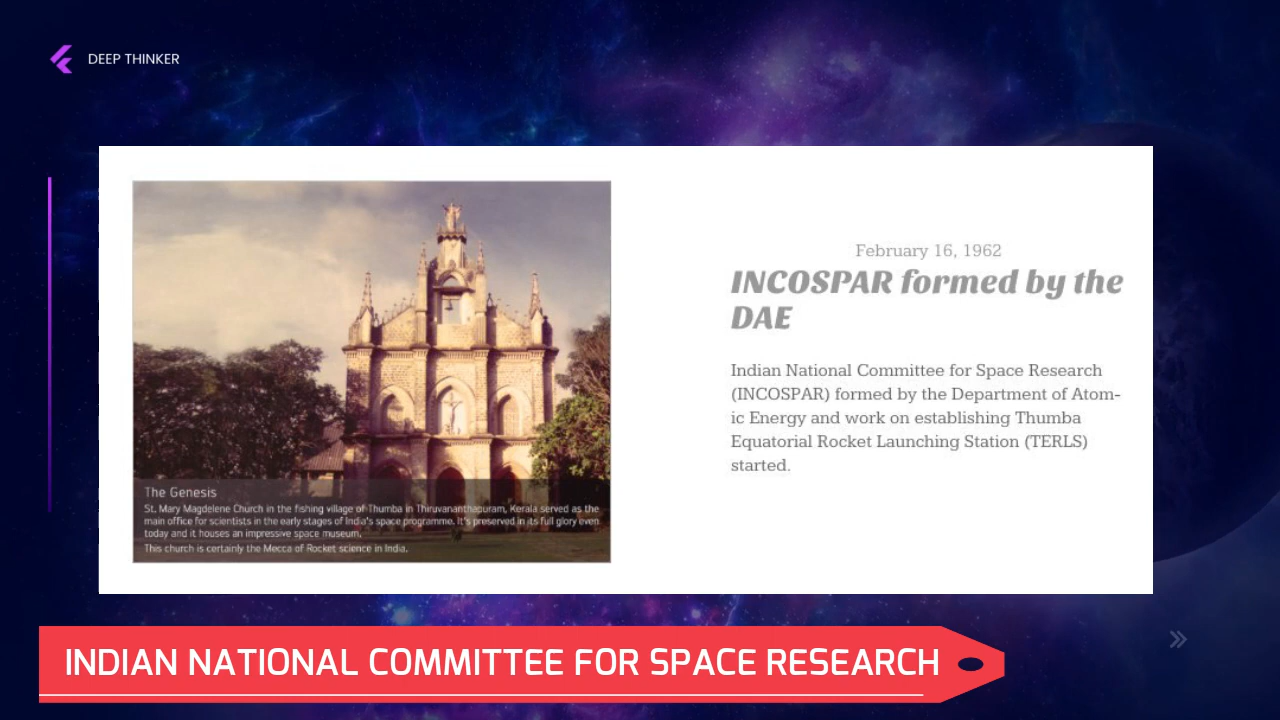 DEEP THINKER
The Genesis
St. Mary Magdelene Church in the fishing village of Thumba in Thiruvananthapuram, Kerala served as the
main office for scientists in the early stages of India's space programme. It's preserved in its full glory even
today and it houses an impressive space museum.
This church is certainly the Mecca of Rocket science in India.
February 16, 1962
INCOSPAR formed by the
DAE
Indian National Committee for Space Research
(INCOSPAR) formed by the Department of Atom-
ic Energy and work on establishing Thumba
Equatorial Rocket Launching Station (TERLS)
started.
INDIAN NATIONAL COMMITTEE FOR SPACE RESEARCH